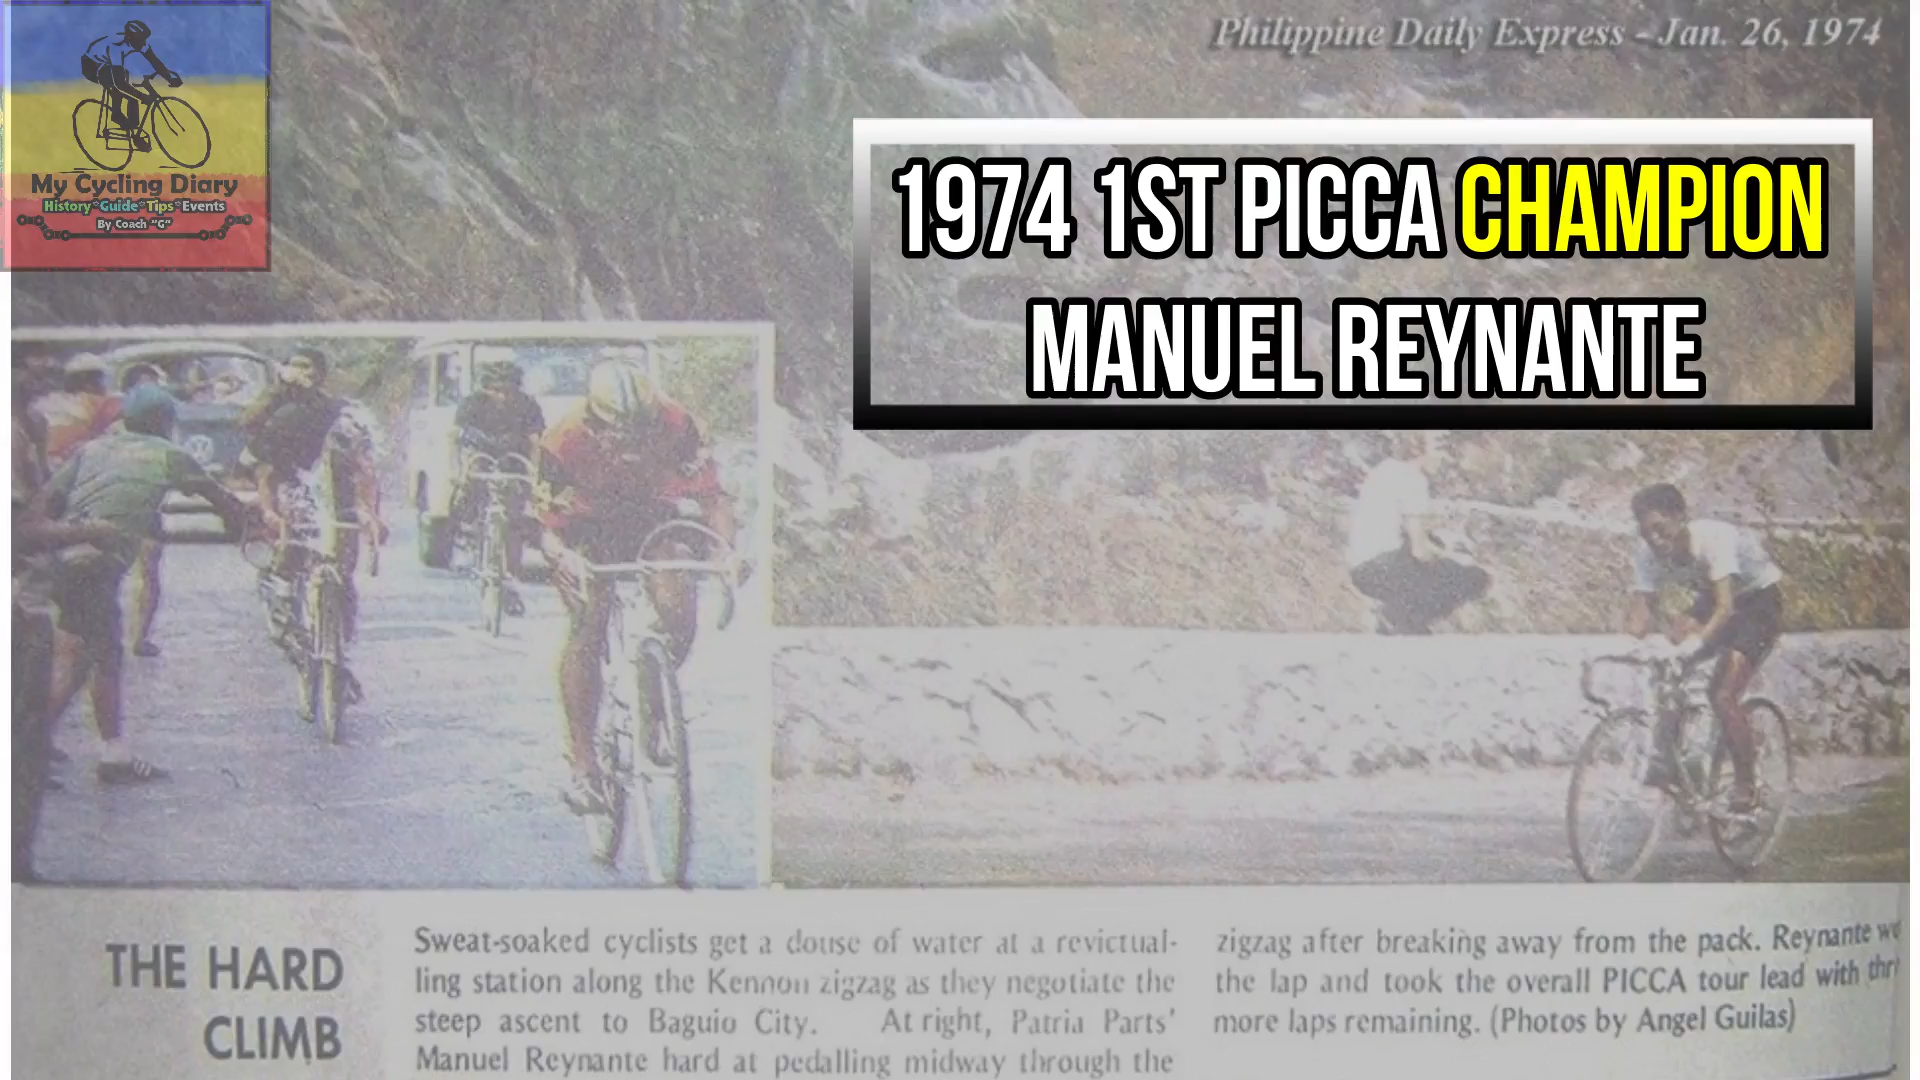 Philippine Daily Express - Jan. 26, 1974
My Cycling Diary
History*Guide*Tips*Events
By Coach "G"
1974 1ST PICCA CHAMPION
MANUEL REYNANTE
THE HARD
CLIMB
Sweat-soaked cyclists get a douse of water at a revictual-
ling station along the Kennon zigzag as they negotiate the
steep ascent to Baguio City. At right, Patria Parts'
Manuel Reynante hard at pedalling midway through the
zigzag after breaking away from the pack. Reynante
the lap and took the overall PICCA tour lead with
more laps remaining. (Photos by Angel Guilas)